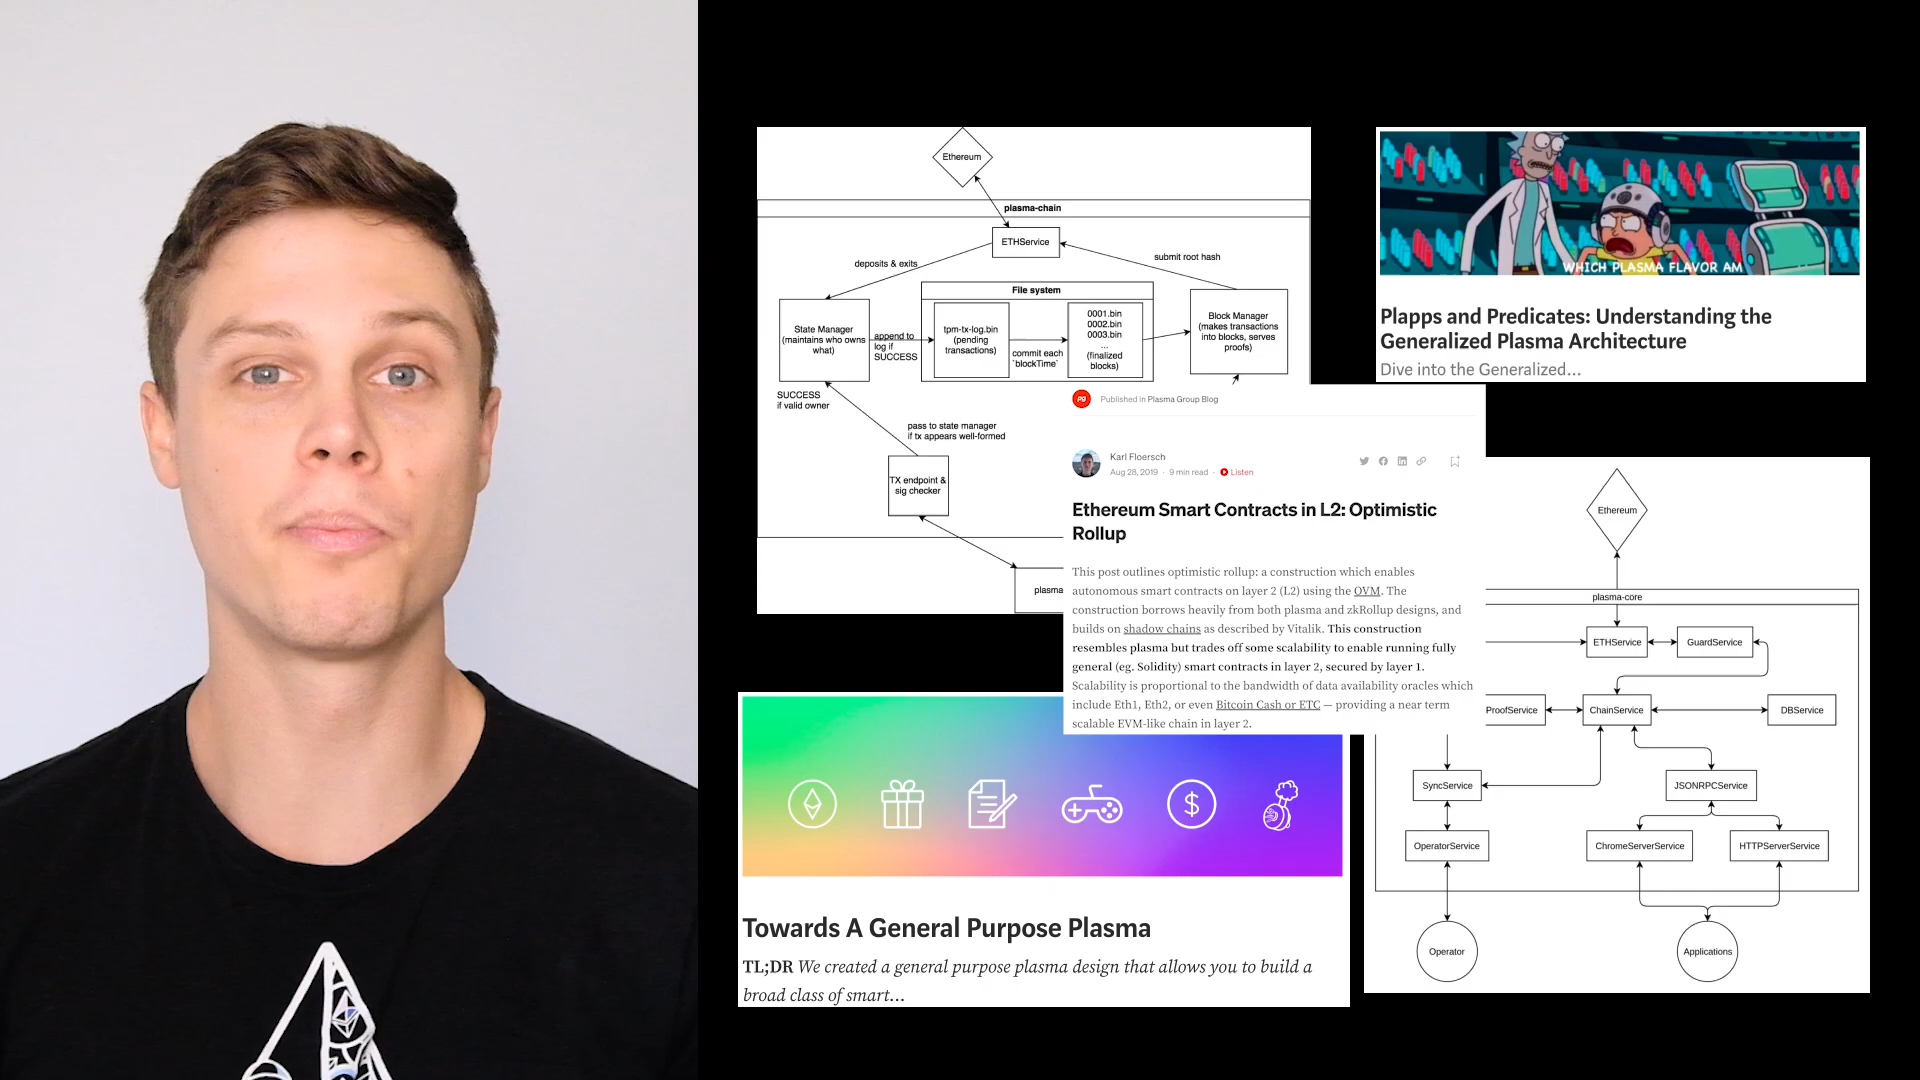 Ethereum
plasma-chain
ETHService
deposits & exits
submit root hash
File system
State Manager
(maintains who owns
what)
append to
log if
SUCCESS
tpm-tx-log.bin
(pending
transactions)
commit each
`blockTime`
0001.bin
0002.bin
0003.bin
...
(finalized
blocks)
Block Manager
(makes transactions
into blocks, serves
proofs)
SUCCESS
if valid owner
pass to state manager
if tx appears well-formed
TX endpoint &
sig checker
plasma
WHICH PLASMA FLAVOR AM
Plapps and Predicates: Understanding the
Generalized Plasma Architecture
Dive into the Generalized...
pg
Published in Plasma Group Blog
Karl Floersch
Aug 28, 2019 · 9 min read · Listen
Ethereum Smart Contracts in L2: Optimistic
Rollup
This post outlines optimistic rollup: a construction which enables
autonomous smart contracts on layer 2 (L2) using the OVM. The
construction borrows heavily from both plasma and zkRollup designs, and
builds on shadow chains as described by Vitalik. This construction
resembles plasma but trades off some scalability to enable running fully
general (eg. Solidity) smart contracts in layer 2, secured by layer 1.
Scalability is proportional to the bandwidth of data availability oracles which
include Eth1, Eth2, or even Bitcoin Cash or ETC — providing a near term
scalable EVM-like chain in layer 2.
Towards A General Purpose Plasma
TL;DR We created a general purpose plasma design that allows you to build a
broad class of smart...
Ethereum
plasma-core
ETHService
GuardService
ProofService
ChainService
DBService
SyncService
JSONRPCService
OperatorService
ChromeServerService
HTTPServerService
Operator
Applications